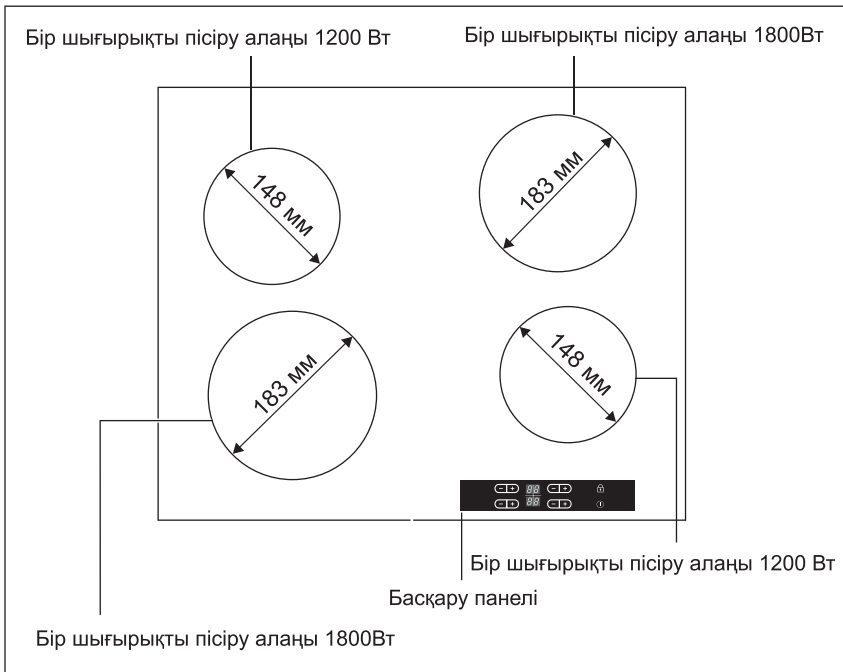 Бір шығырықты пісіру алаңы 1200 Вт
Бір шығырықты пісіру алаңы 1800Вт
148 мм
183 мм
183 мм
148 мм
Бір шығырықты пісіру алаңы 1200 Вт
Басқару панелі
Бір шығырықты пісіру алаңы 1800Вт